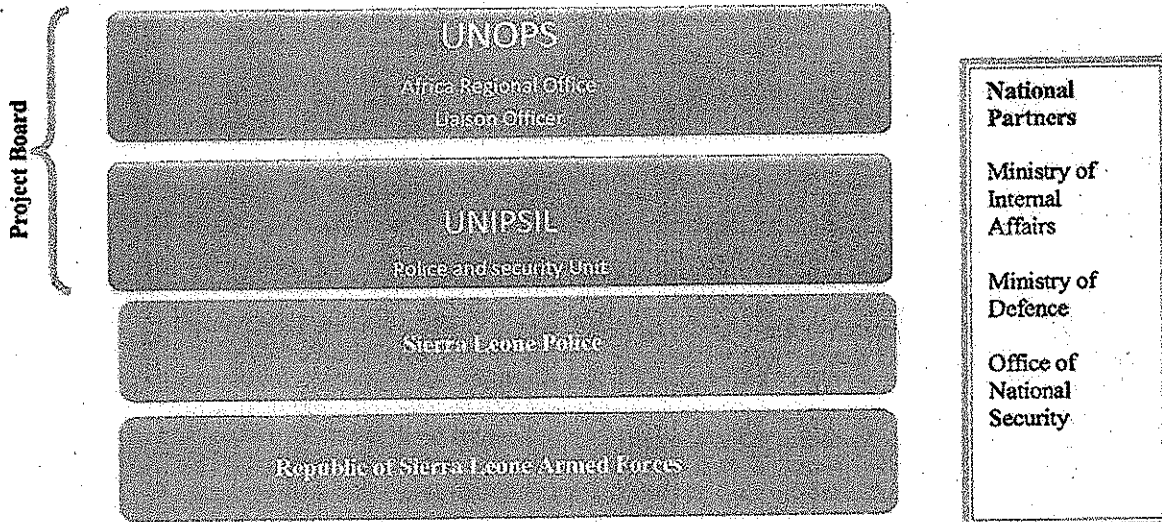 Project Board
UNOPS
Africa Regional Office
Liaison Office
UNIPSIL
Police and security Unit
Sierra Leone Police
Republic of Sierra Leone Armed Forces
National
Partners
Ministry of
Internal
Affairs
Ministry of
Defence
Office of
National
Security